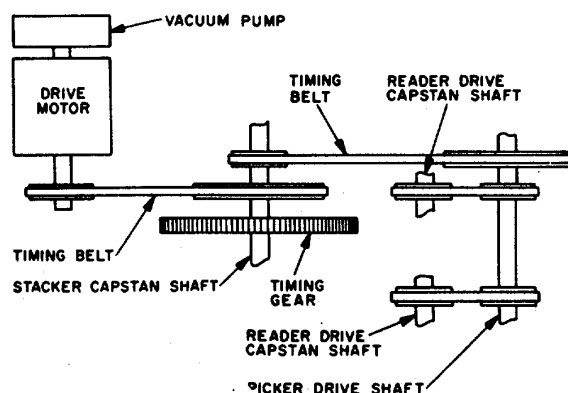 VACUUM PUMP
DRIVE
MOTOR
TIMING
BELT
READER DRIVE
CAPSTAN SHAFT
TIMING BELT
STACKER CAPSTAN SHAFT
TIMING
GEAR
READER DRIVE
CAPSTAN SHAFT
PICKER DRIVE SHAFT